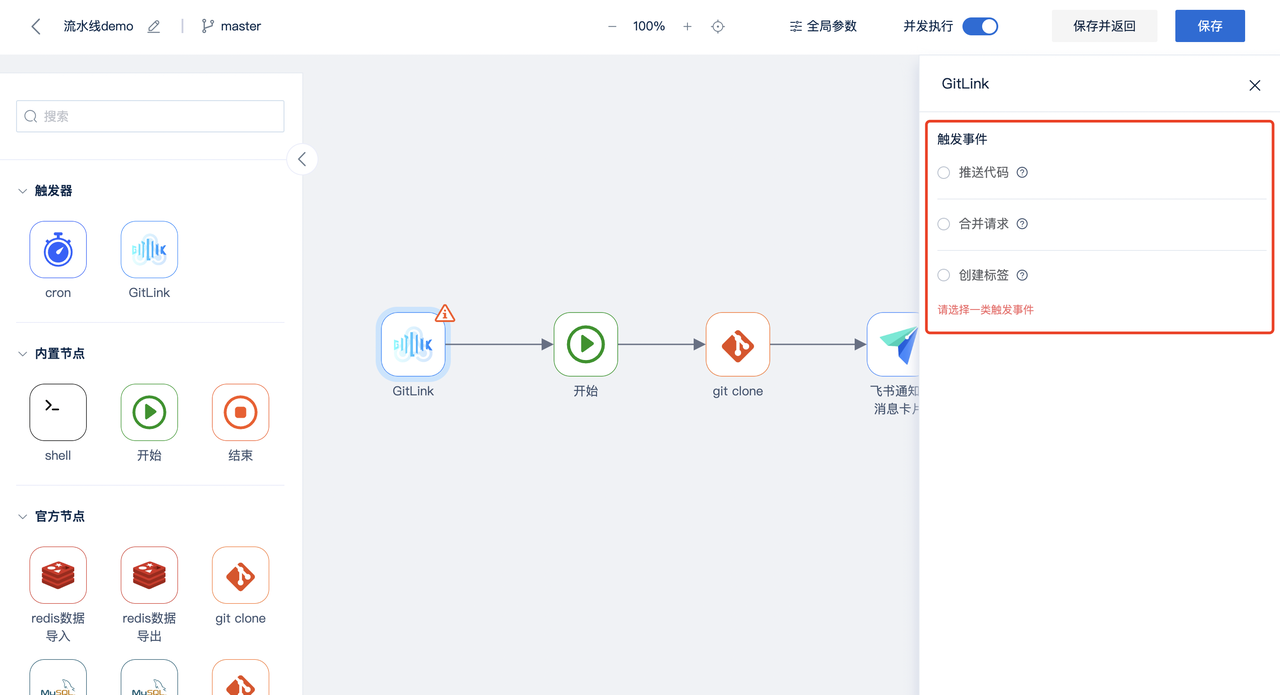 流水线demo
master
100%
全局参数
并发执行
保存并返回
保存
搜索
触发器
cron
GitLink
内置节点
shell
开始
结束
官方节点
redis数据
导入
redis数据
导出
git clone
MySQL
MySQL
GitLink
开始
git clone
飞书通知
消息卡片
GitLink
触发事件
推送代码
合并请求
创建标签
请选择一类触发事件